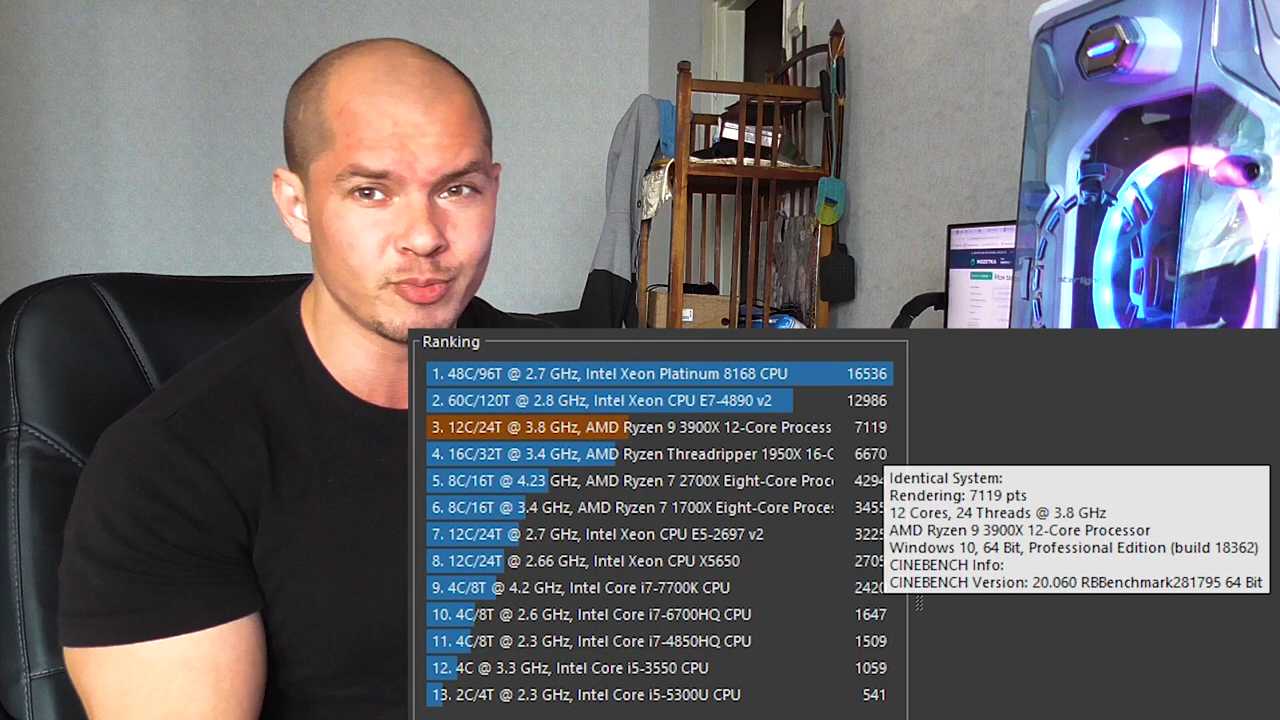 ROZETKA
Ranking
1. 48C/96T @ 2.7 GHz, Intel Xeon Platinum 8168 CPU 16536
2. 60C/120T @ 2.8 GHz, Intel Xeon CPU E7-4890 v2 12986
3. 12C/24T @ 3.8 GHz, AMD Ryzen 9 3900X 12-Core Process 7119
4. 16C/32T @ 3.4 GHz, AMD Ryzen Threadripper 1950X 16-C 6670
5. 8C/16T @ 4.23 GHz, AMD Ryzen 7 2700X Eight-Core Proc 4294
6. 8C/16T @ 3.4 GHz, AMD Ryzen 7 1700X Eight-Core Proce 3455
7. 12C/24T @ 2.7 GHz, Intel Xeon CPU E5-2697 v2 3225
8. 12C/24T @ 2.66 GHz, Intel Xeon CPU X5650 2705
9. 4C/8T @ 4.2 GHz, Intel Core i7-7700K CPU 2420
10. 4C/8T @ 2.6 GHz, Intel Core i7-6700HQ CPU 1647
11. 4C/8T @ 2.3 GHz, Intel Core i7-4850HQ CPU 1509
12. 4C @ 3.3 GHz, Intel Core i5-3550 CPU 1059
13. 2C/4T @ 2.3 GHz, Intel Core i5-5300U CPU 541
Identical System:
Rendering: 7119 pts
12 Cores, 24 Threads @ 3.8 GHz
AMD Ryzen 9 3900X 12-Core Processor
Windows 10, 64 Bit, Professional Edition (build 18362)
CINEBENCH Info:
CINEBENCH Version: 20.060 RBBenchmark281795 64 Bit